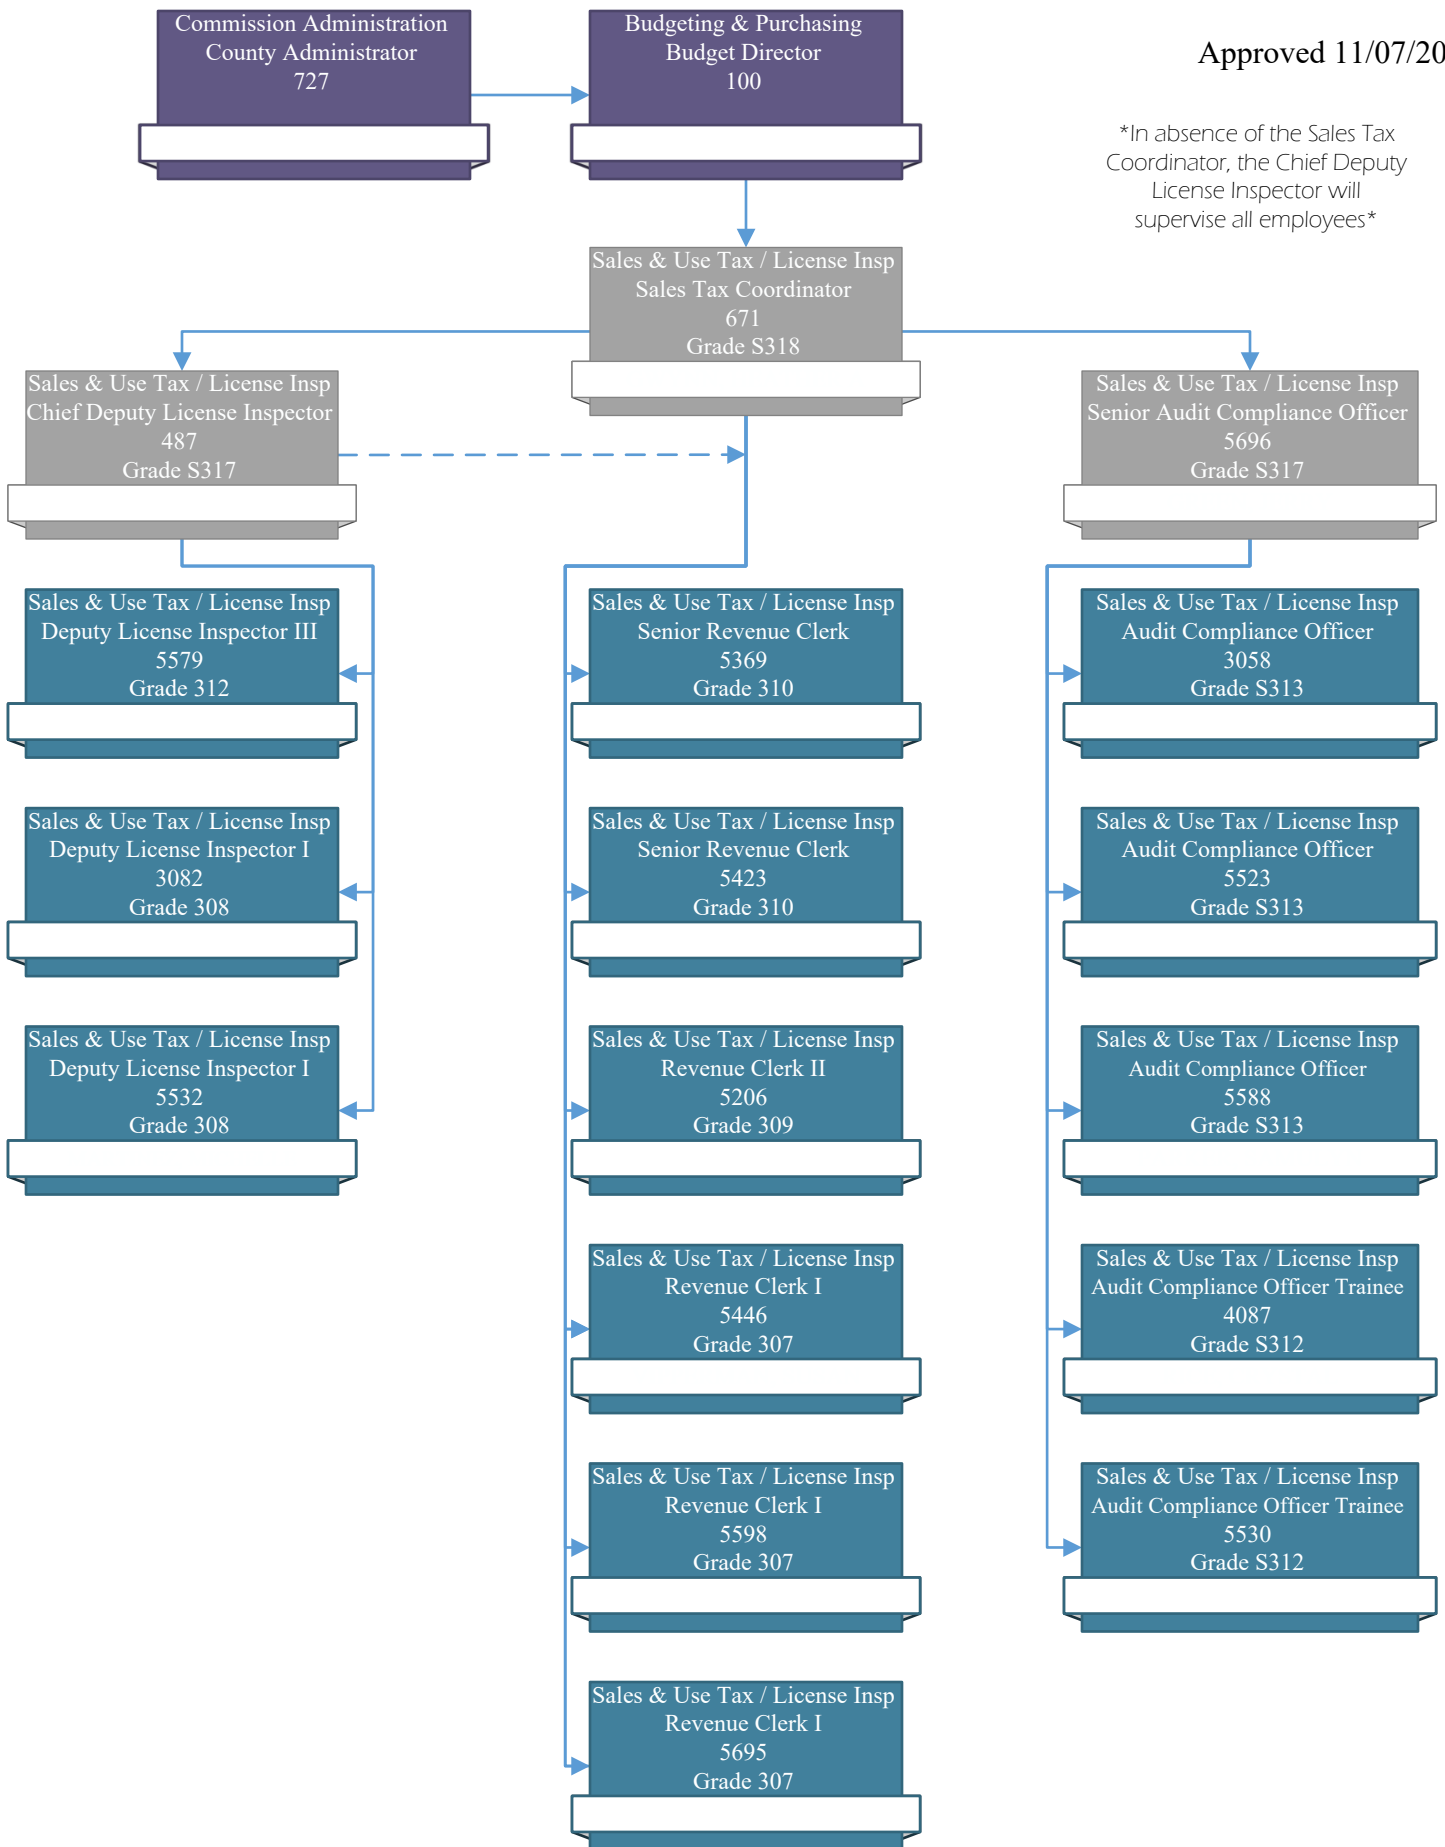 Commission Administration
County Administrator
727
Budgeting & Purchasing
Budget Director
100
Approved 11/07/20
*In absence of the Sales Tax
Coordinator, the Chief Deputy
License Inspector will
supervise all employees*
Sales & Use Tax / License Insp
Sales Tax Coordinator
671
Grade S318
Sales & Use Tax / License Insp
Chief Deputy License Inspector
487
Grade S317
Sales & Use Tax / License Insp
Senior Audit Compliance Officer
5696
Grade S317
Sales & Use Tax / License Insp
Deputy License Inspector III
5579
Grade 312
Sales & Use Tax / License Insp
Senior Revenue Clerk
5369
Grade 310
Sales & Use Tax / License Insp
Audit Compliance Officer
3058
Grade S313
Sales & Use Tax / License Insp
Deputy License Inspector I
3082
Grade 308
Sales & Use Tax / License Insp
Senior Revenue Clerk
5423
Grade 310
Sales & Use Tax / License Insp
Audit Compliance Officer
5523
Grade S313
Sales & Use Tax / License Insp
Deputy License Inspector I
5532
Grade 308
Sales & Use Tax / License Insp
Revenue Clerk II
5206
Grade 309
Sales & Use Tax / License Insp
Audit Compliance Officer
5588
Grade S313
Sales & Use Tax / License Insp
Revenue Clerk I
5446
Grade 307
Sales & Use Tax / License Insp
Audit Compliance Officer Trainee
4087
Grade S312
Sales & Use Tax / License Insp
Revenue Clerk I
5598
Grade 307
Sales & Use Tax / License Insp
Audit Compliance Officer Trainee
5530
Grade S312
Sales & Use Tax / License Insp
Revenue Clerk I
5695
Grade 307